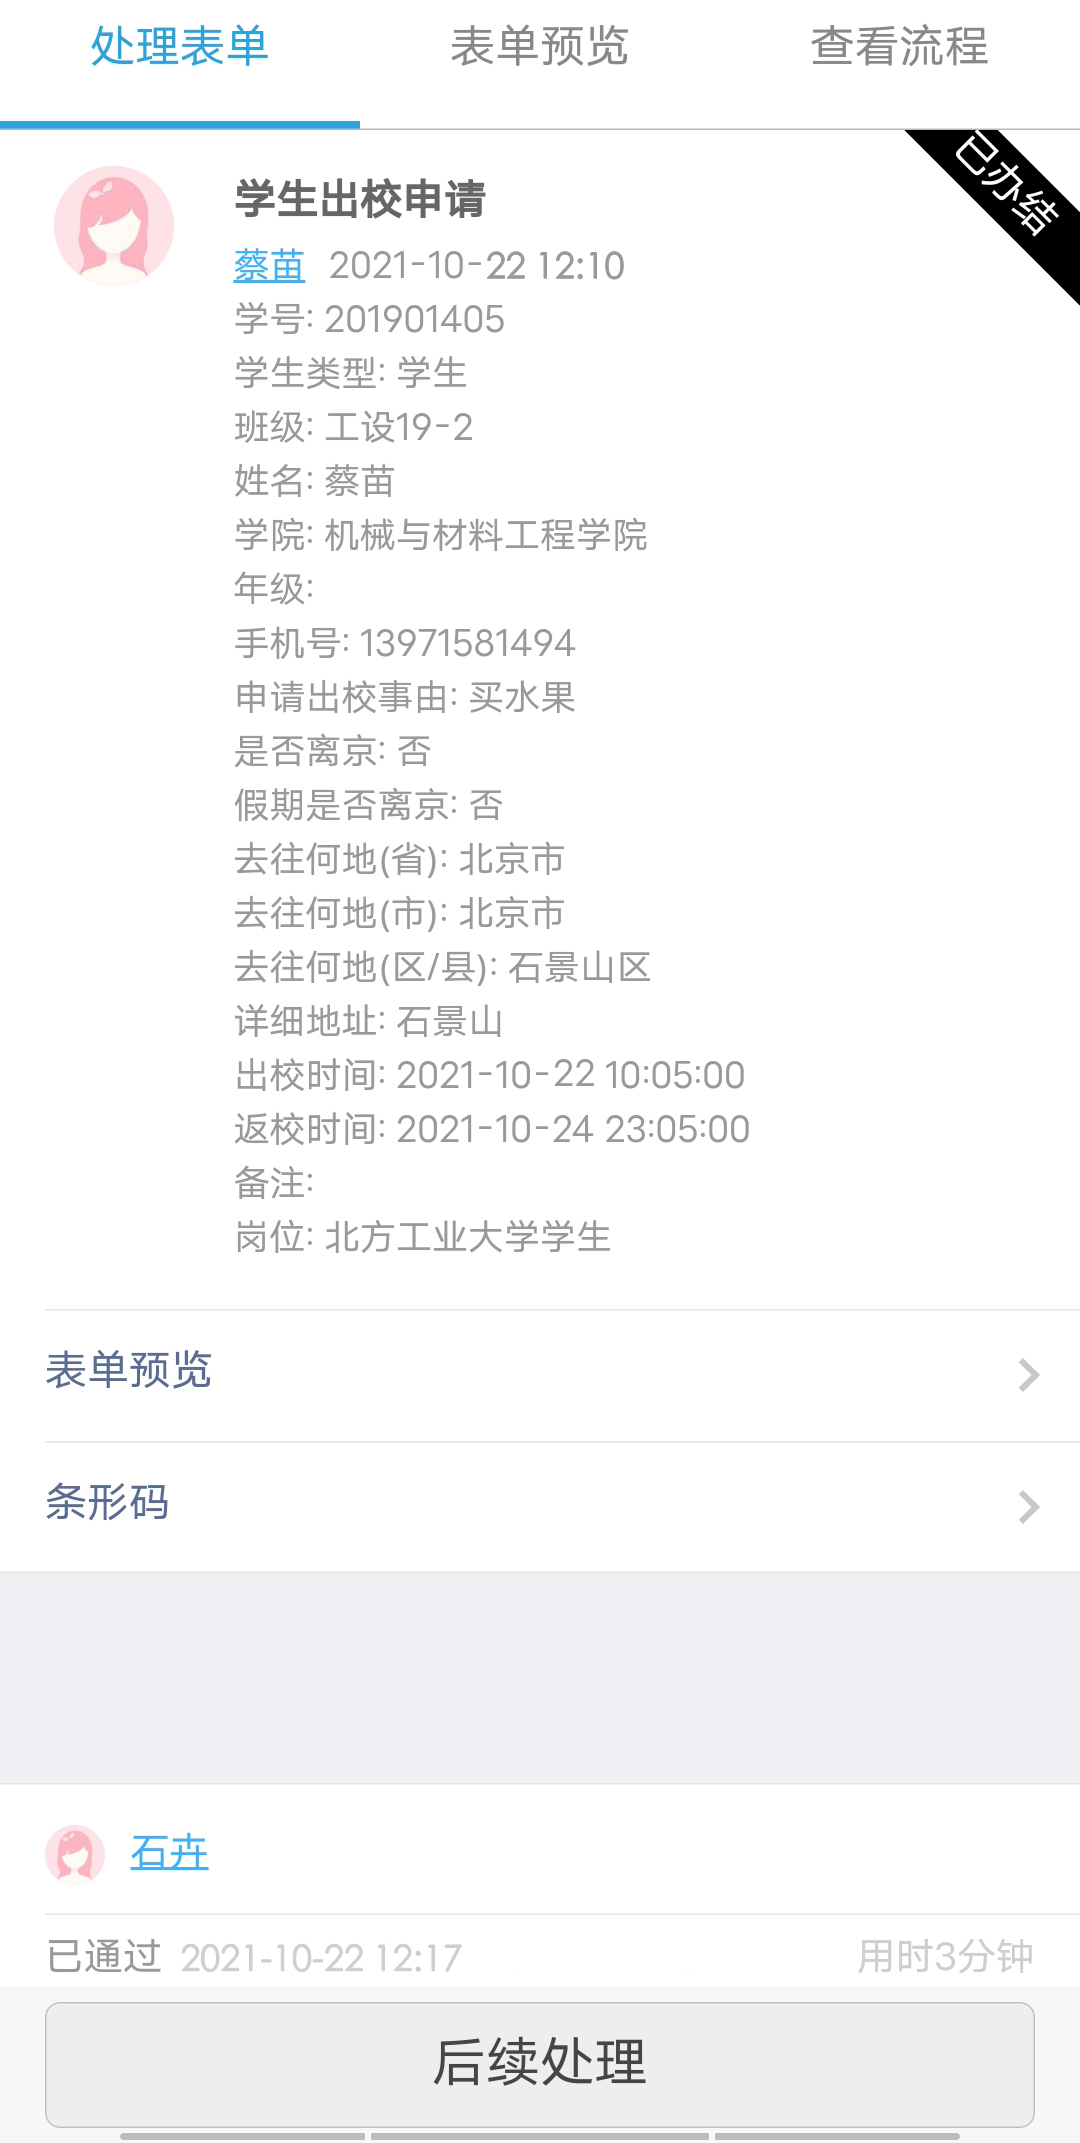 处理表单 表单预览 查看流程
已办结
学生出校申请
蔡苗 2021-10-22 12:10
学号: 201901405
学生类型: 学生
班级: 工设19-2
姓名: 蔡苗
学院: 机械与材料工程学院
年级:
手机号: 13971581494
申请出校事由: 买水果
是否离京: 否
假期是否离京: 否
去往何地(省): 北京市
去往何地(市): 北京市
去往何地(区/县): 石景山区
详细地址: 石景山
出校时间: 2021-10-22 10:05:00
返校时间: 2021-10-24 23:05:00
备注:
岗位: 北方工业大学学生
表单预览
条形码
石卉
已通过 2021-10-22 12:17 用时3分钟
后续处理